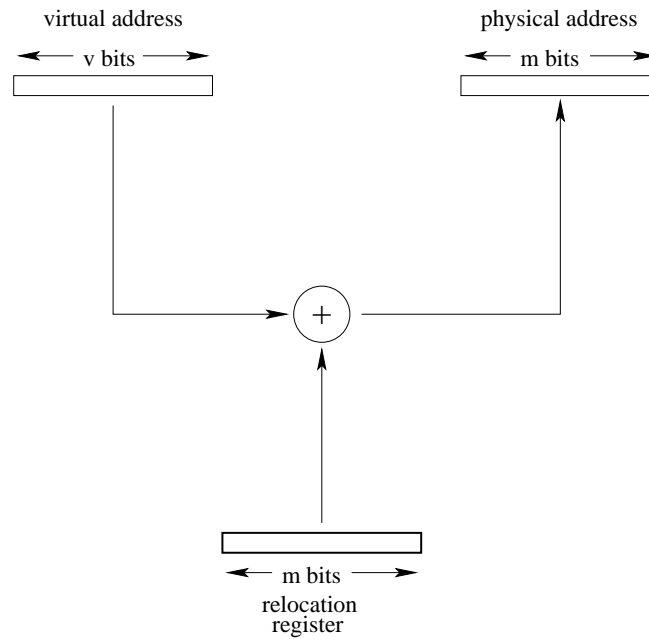 virtual address
physical address
v bits
m bits
+
m bits
relocation
register